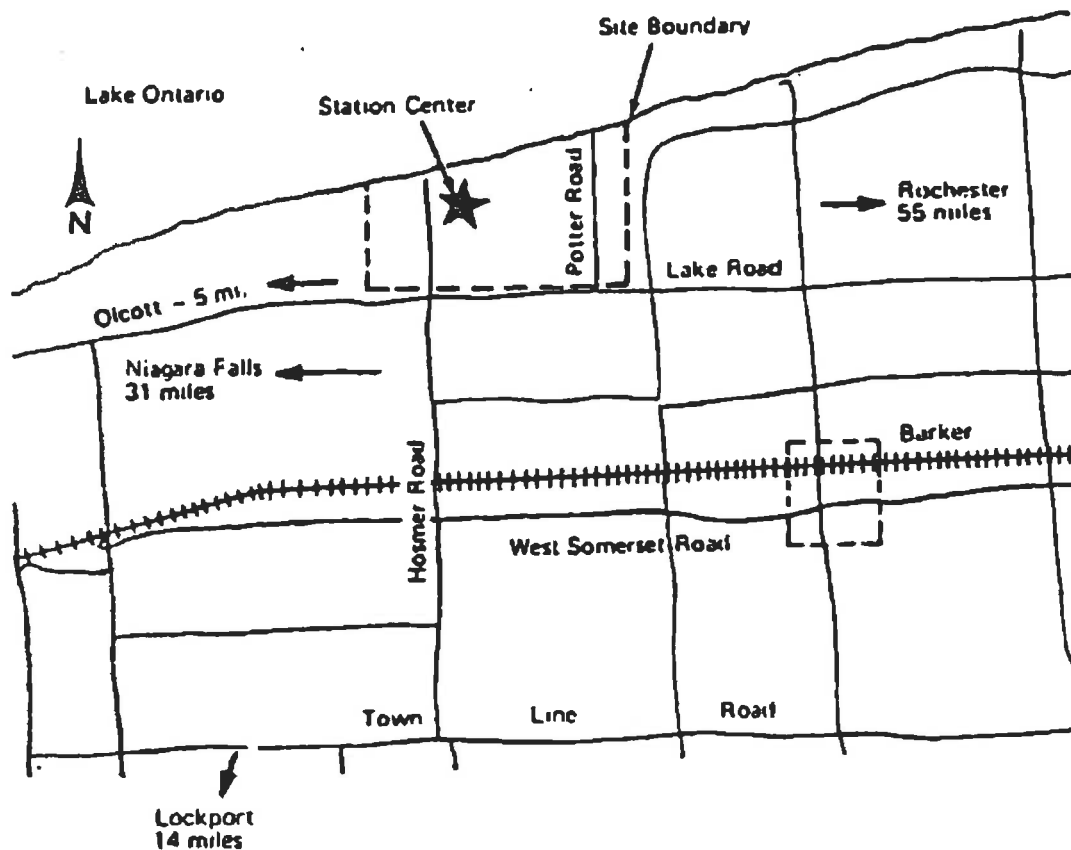 Site Boundary
Lake Ontario
Station Center
N
Potter Road
Rochester
55 miles
Lake Road
Olcott - 5 mi.
Niagara Falls
31 miles
Barker
Hosmer Road
West Somerset Road
Town Line Road
Lockport
14 miles